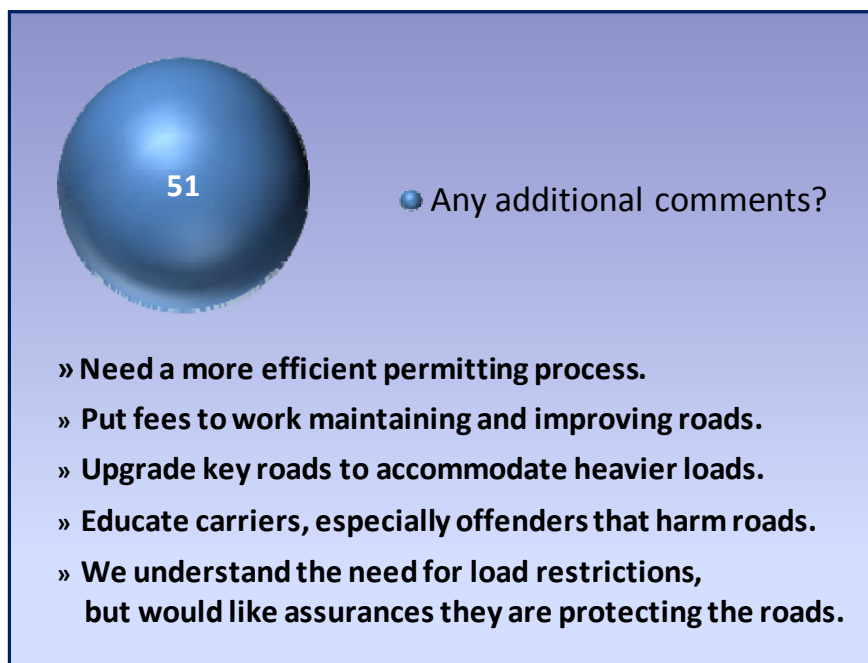 51
Any additional comments?
» Need a more efficient permitting process.
» Put fees to work maintaining and improving roads.
» Upgrade key roads to accommodate heavier loads.
» Educate carriers, especially offenders that harm roads.
» We understand the need for load restrictions,
but would like assurances they are protecting the roads.